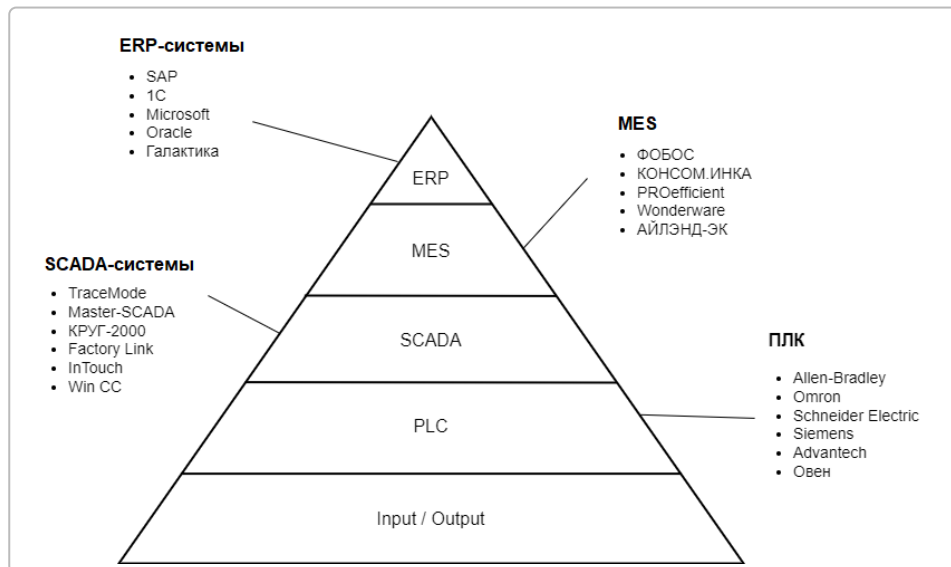 ERP-системы
SAP
1C
Microsoft
Oracle
Галактика
MES
ФОБОС
КОНСОМ.ИНКА
PROefficient
Wonderware
АЙЛЭНД-ЭК
SCADA-системы
TraceMode
Master-SCADA
КРУГ-2000
Factory Link
InTouch
Win CC
ПЛК
Allen-Bradley
Omron
Schneider Electric
Siemens
Advantech
Овен
ERP
MES
SCADA
PLC
Input / Output